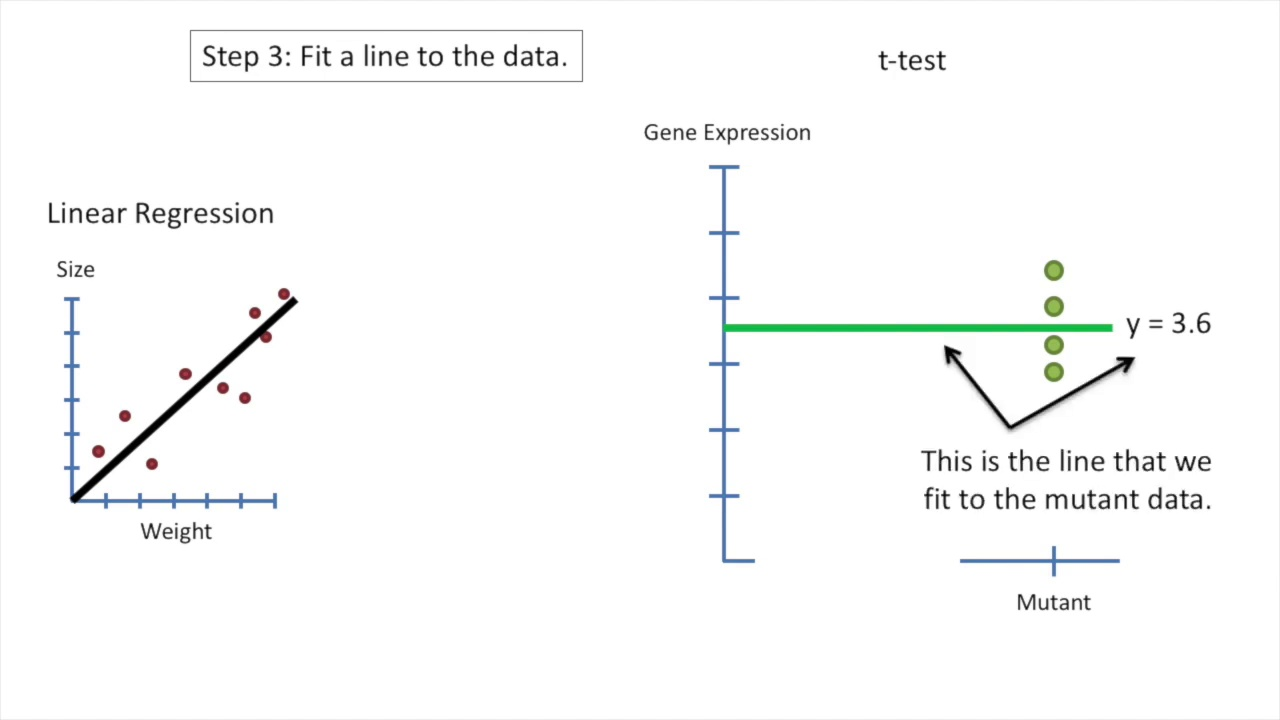 Step 3: Fit a line to the data.
t-test
Linear Regression
Size
Weight
Gene Expression
y = 3.6
This is the line that we
fit to the mutant data.
Mutant